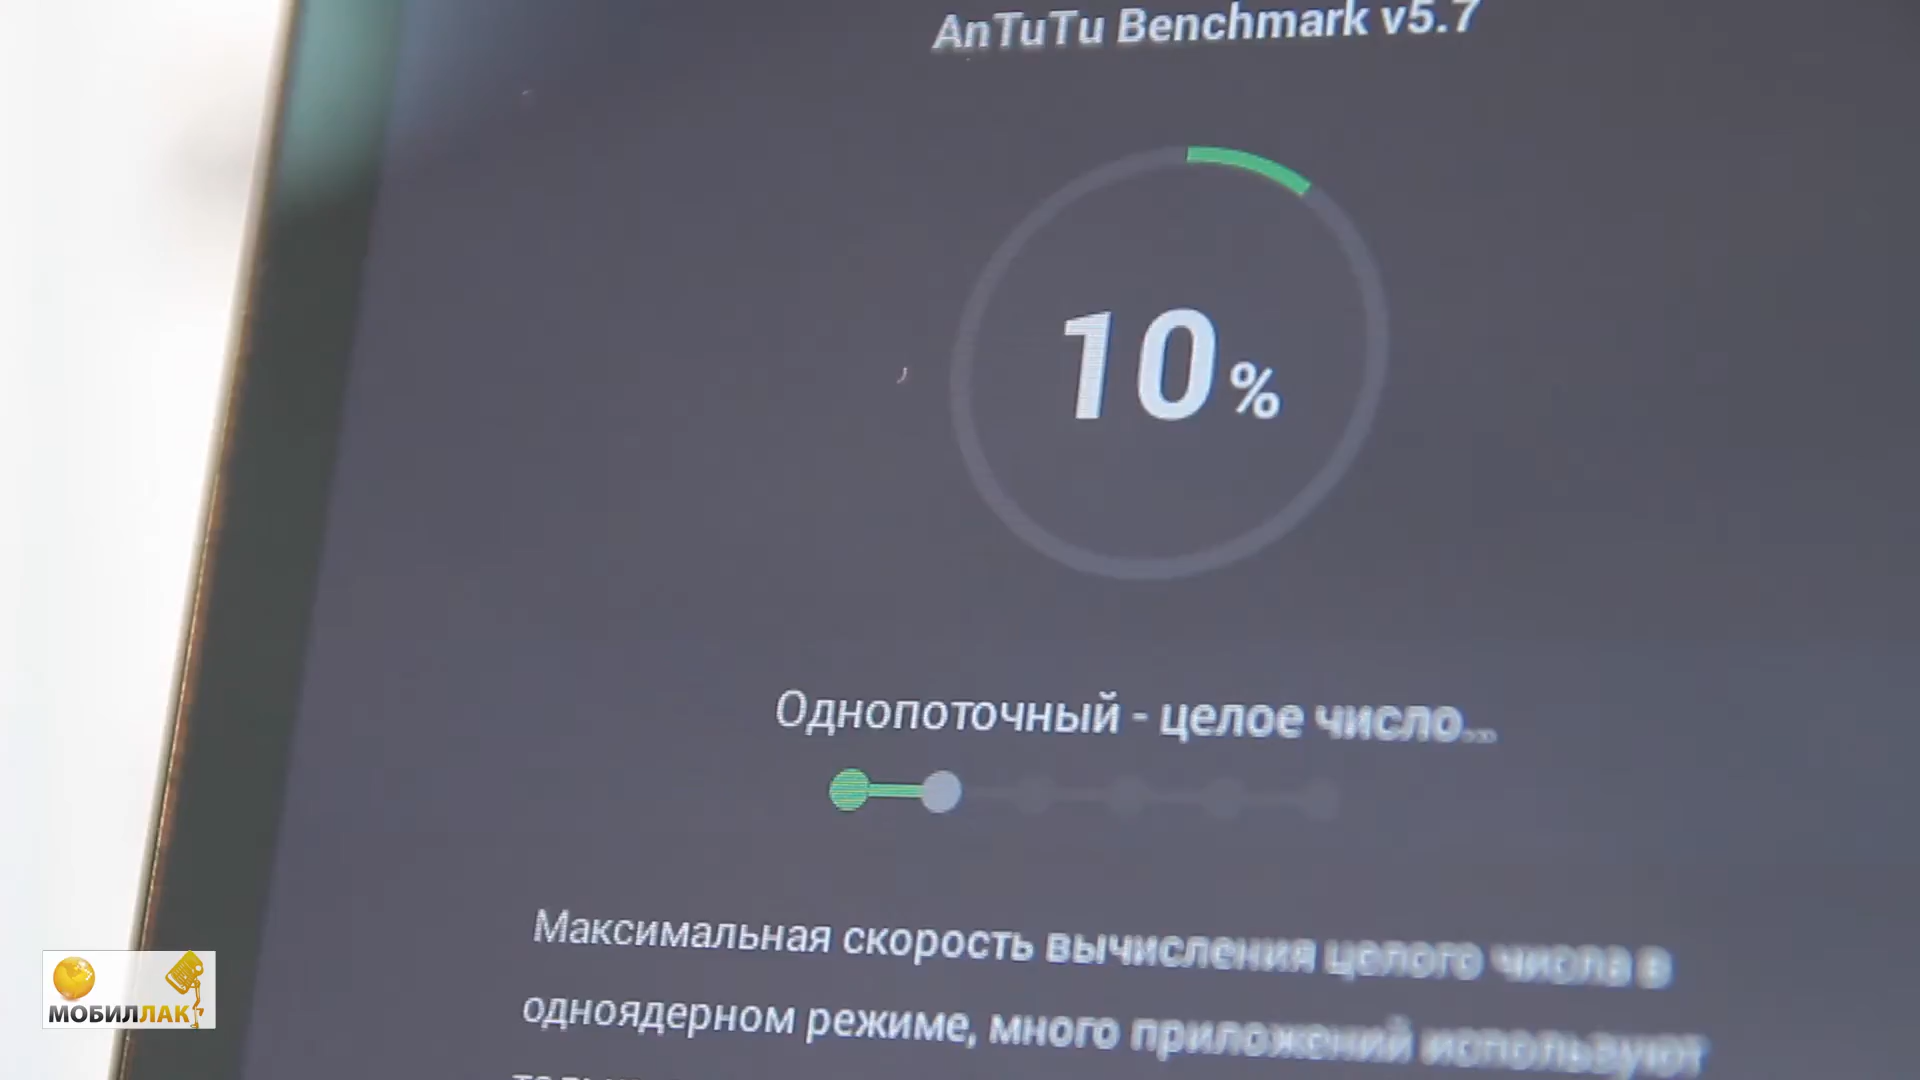 AnTuTu Benchmark v5.7
10%
Однопоточный - целое число...
Максимальная скорость вычисления целого числа в
одноядерном режиме, много приложений используют
МОБИЛЛАК